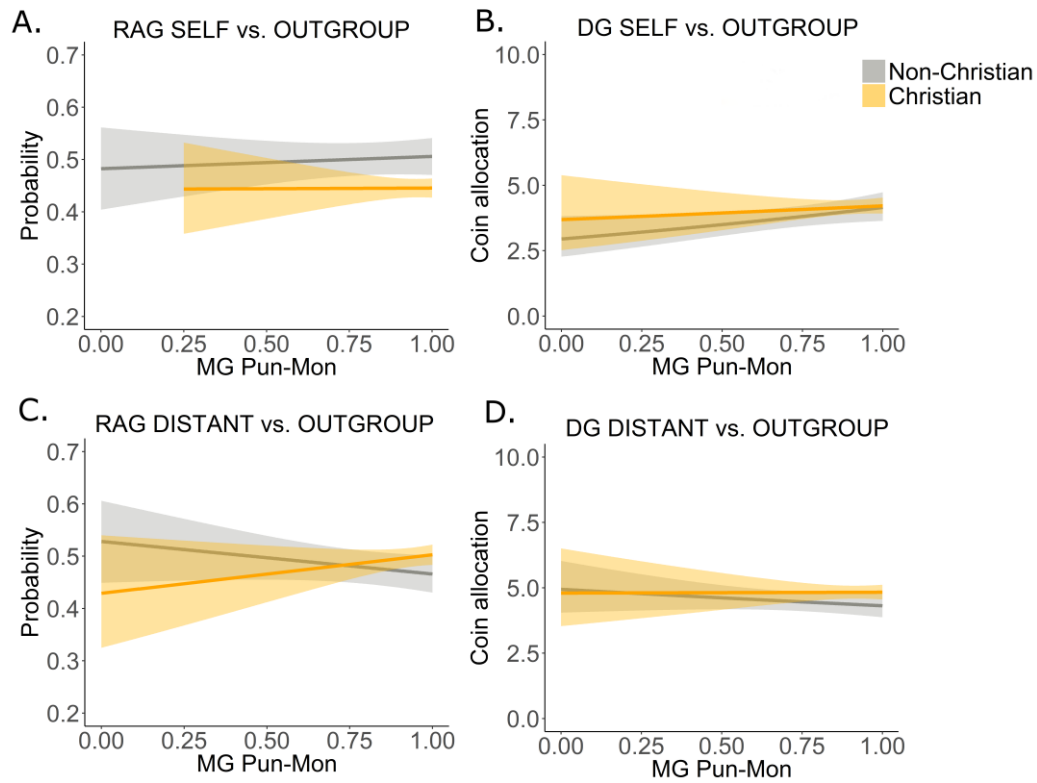 A.
RAG SELF vs. OUTGROUP
0.7
0.6
0.5
0.4
0.3
0.2
Probability
0.00 0.25 0.50 0.75 1.00
MG Pun-Mon
B.
DG SELF vs. OUTGROUP
10.0
7.5
5.0
2.5
0.0
Coin allocation
0.00 0.25 0.50 0.75 1.00
MG Pun-Mon
Non-Christian
Christian
C.
RAG DISTANT vs. OUTGROUP
0.7
0.6
0.5
0.4
0.3
0.2
Probability
0.00 0.25 0.50 0.75 1.00
MG Pun-Mon
D.
DG DISTANT vs. OUTGROUP
10.0
7.5
5.0
2.5
0.0
Coin allocation
0.00 0.25 0.50 0.75 1.00
MG Pun-Mon